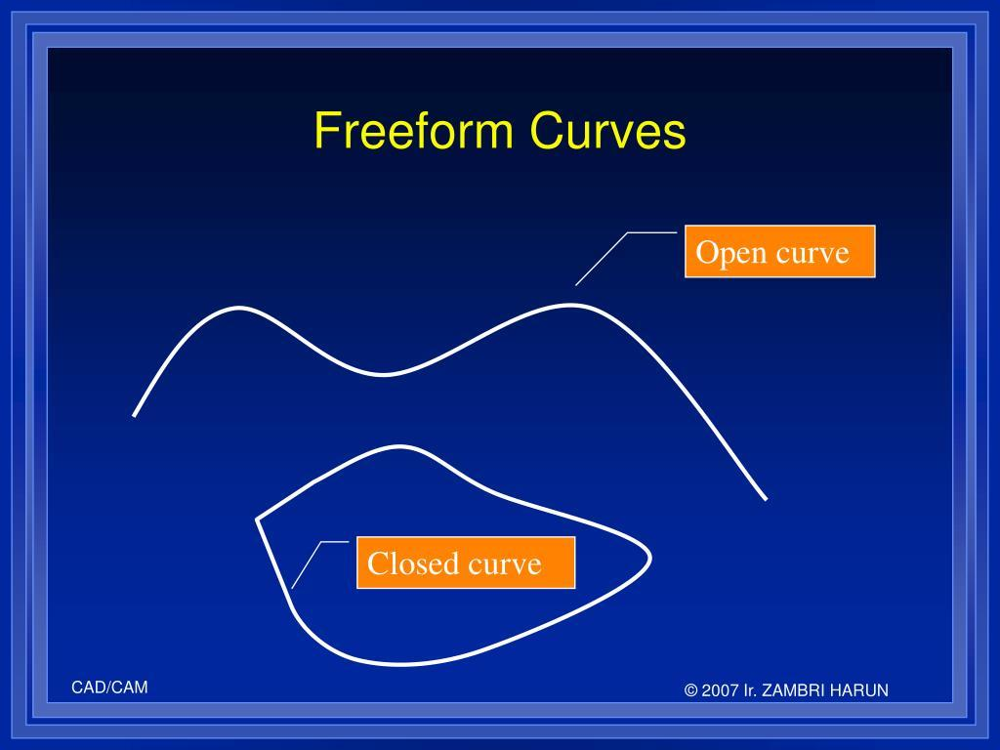 Freeform Curves
Open curve
Closed curve
CAD/CAM
© 2007 Ir. ZAMBRI HARUN